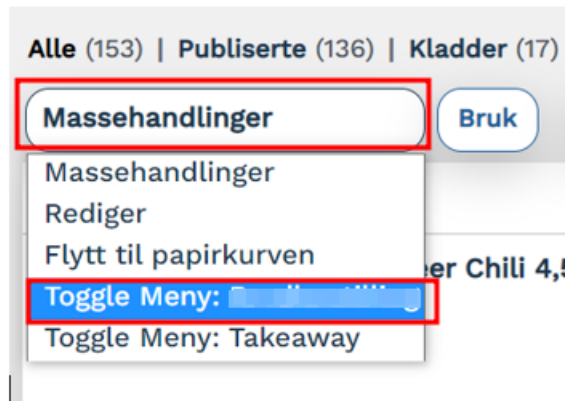 Alle (153) | Publiserte (136) | Kladder (17)
Massehandlinger
Bruk
Massehandlinger
Rediger
Flytt til papirkurven
er Chili 4,5
Toggle Meny:
Toggle Meny: Takeaway